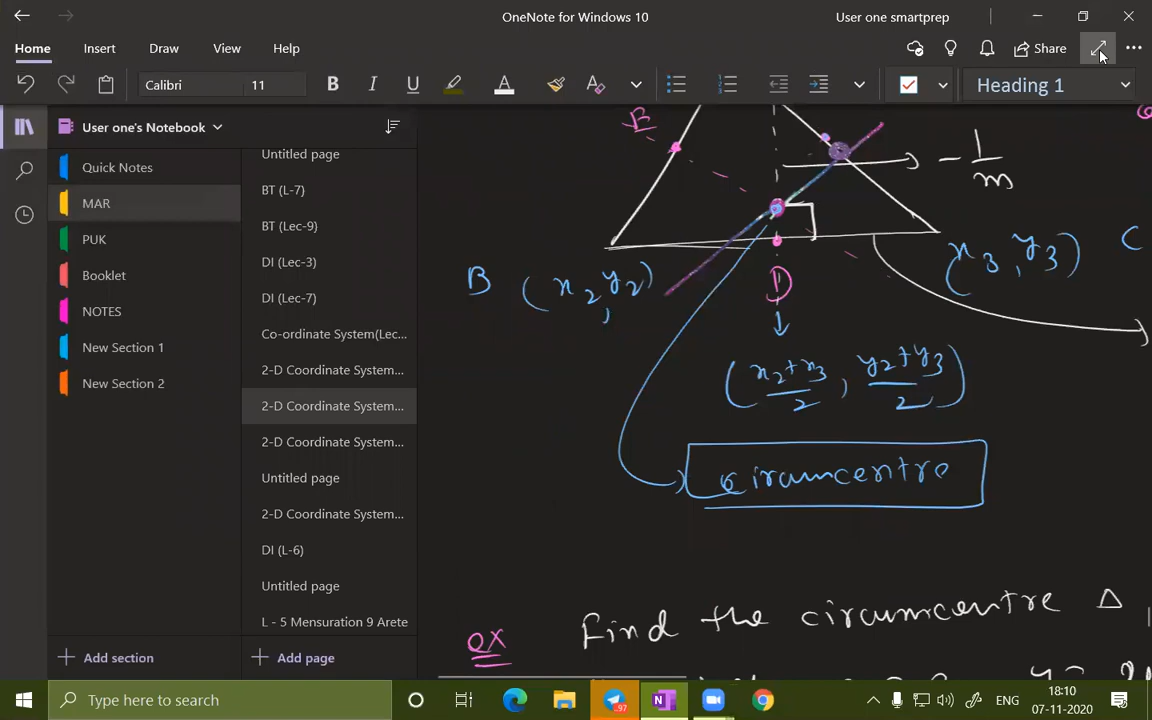 OneNote for Windows 10
User one smartprep
Home
Insert
Draw
View
Help
Share
Calibri
11
B
I
U
A
Heading 1
User one's Notebook
Quick Notes
MAR
PUK
Booklet
NOTES
New Section 1
New Section 2
Add section
Untitled page
BT (L-7)
BT (Lec-9)
DI (Lec-3)
DI (Lec-7)
Co-ordinate System(Lec...
2-D Coordinate System...
2-D Coordinate System...
2-D Coordinate System...
Untitled page
2-D Coordinate System...
DI (L-6)
Untitled page
L - 5 Mensuration 9 Arete
Add page
E
-1/m
B (x2, y2)
D
(x3, y3) C
(x2+x3/2, y2+y3/2)
circumcentre
QX Find the circumcentre Δ
Type here to search
97
ENG
18:10
07-11-2020